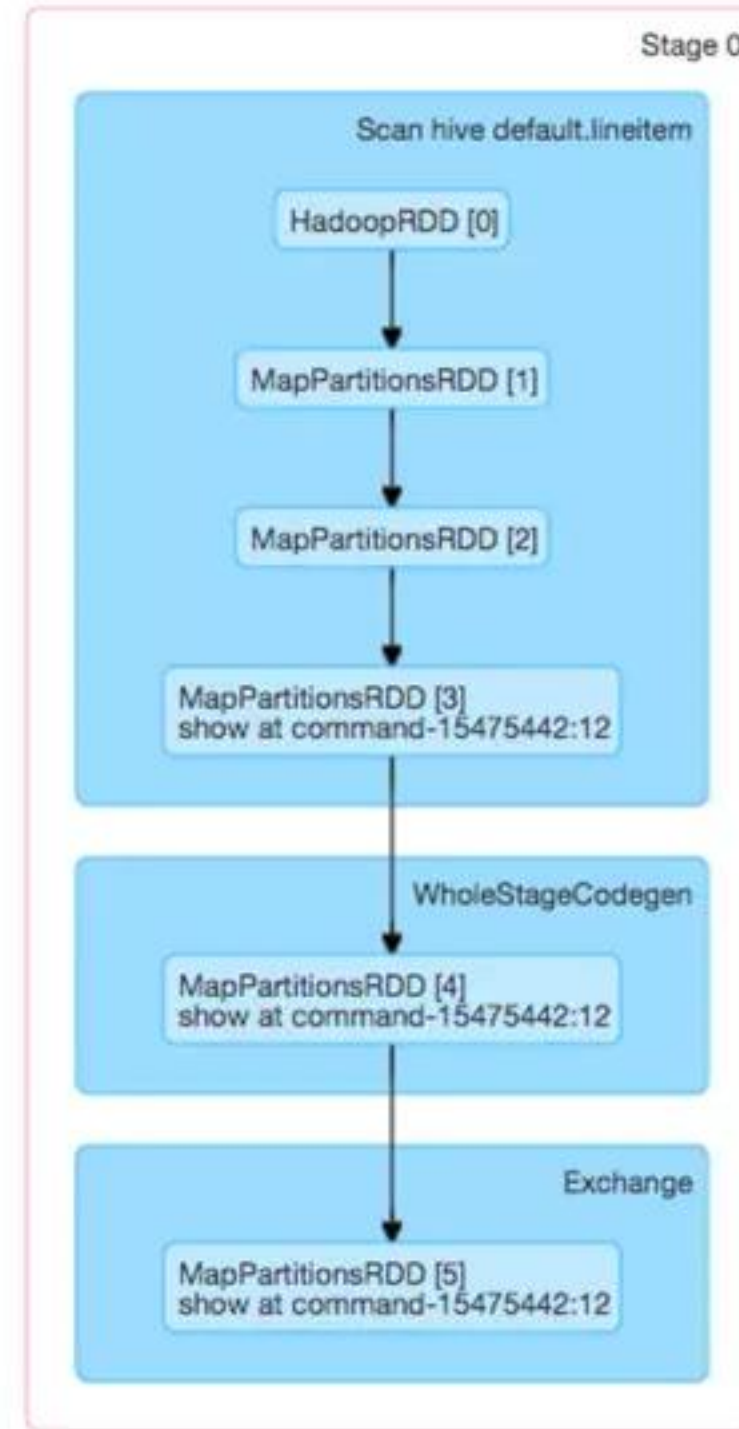 Stage 0
Scan hive default.lineitem
HadoopRDD [0]
MapPartitionsRDD [1]
MapPartitionsRDD [2]
MapPartitionsRDD [3]
show at command-15475442:12
WholeStageCodegen
MapPartitionsRDD [4]
show at command-15475442:12
Exchange
MapPartitionsRDD [5]
show at command-15475442:12